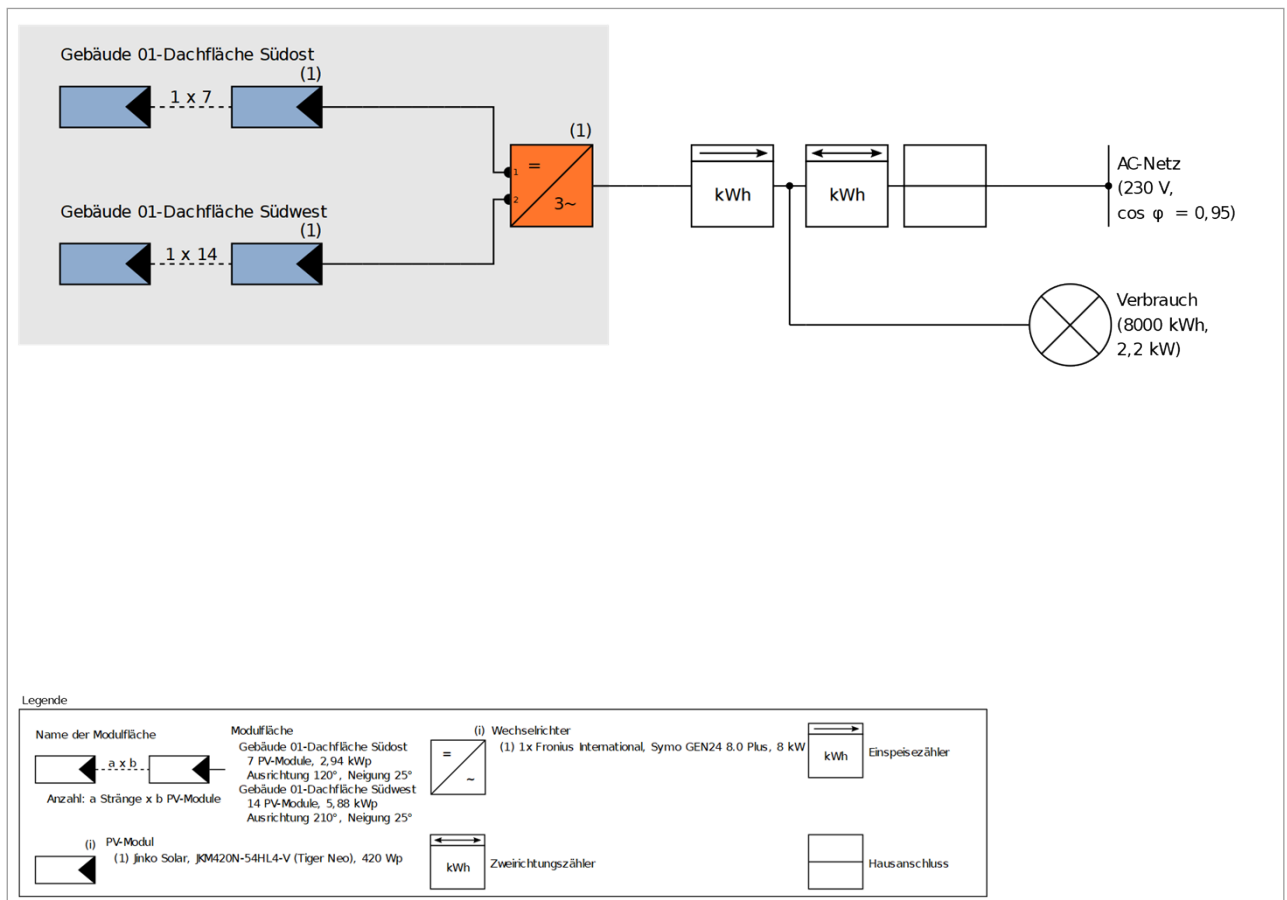 Gebäude 01-Dachfläche Südost
(1)
1 x 7
(1)
1
=
2
3~
Gebäude 01-Dachfläche Südwest
(1)
1 x 14
kWh
kWh
AC-Netz
(230 V,
cos φ = 0,95)
Verbrauch
(8000 kWh,
2,2 kW)
Legende
Name der Modulfläche
a x b
Anzahl: a Stränge x b PV-Module
Modulfläche
Gebäude 01-Dachfläche Südost
7 PV-Module, 2,94 kWp
Ausrichtung 120°, Neigung 25°
Gebäude 01-Dachfläche Südwest
14 PV-Module, 5,88 kWp
Ausrichtung 210°, Neigung 25°
(i) Wechselrichter
=
~
(1) 1x Fronius International, Symo GEN24 8.0 Plus, 8 kW
kWh
Einspeisezähler
(i) PV-Modul
(1) Jinko Solar, JKM420N-54HL4-V (Tiger Neo), 420 Wp
kWh
Zweirichtungszähler
Hausanschluss